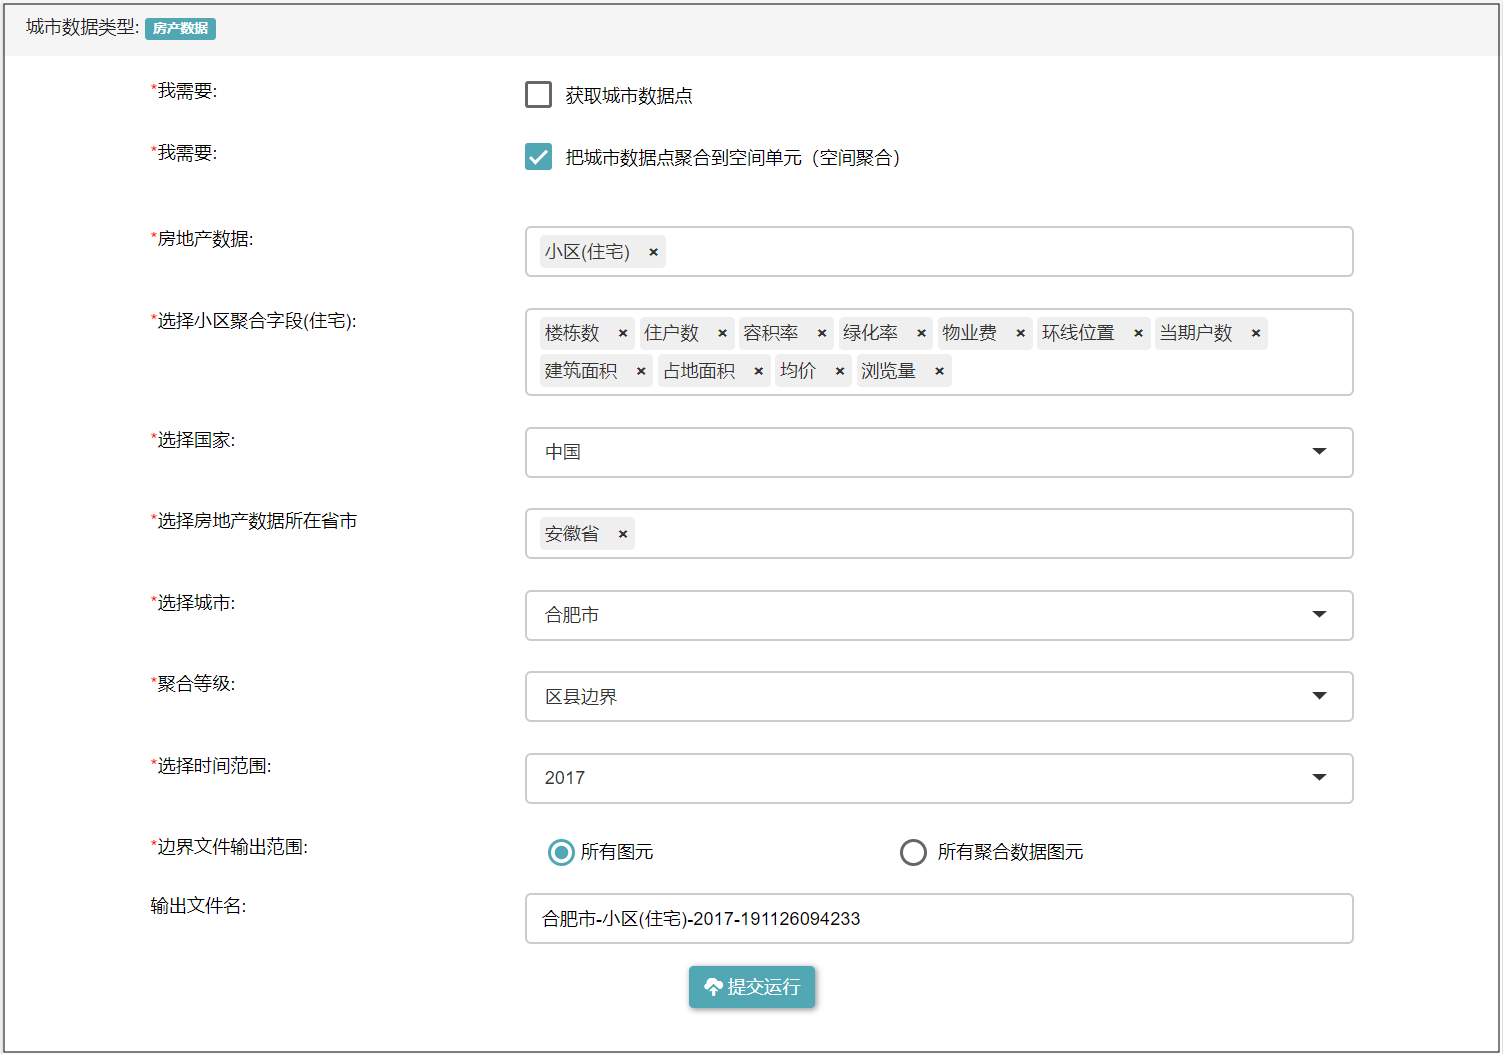 城市数据类型: 房产数据
*我需要: 获取城市数据点
*我需要: 把城市数据点聚合到空间单元（空间聚合）
*房地产数据: 小区(住宅) ×
*选择小区聚合字段(住宅): 楼栋数 × 住户数 × 容积率 × 绿化率 × 物业费 × 环线位置 × 当期户数 ×
建筑面积 × 占地面积 × 均价 × 浏览量 ×
*选择国家: 中国
*选择房地产数据所在省市 安徽省 ×
*选择城市: 合肥市
*聚合等级: 区县边界
*选择时间范围: 2017
*边界文件输出范围: 所有图元 所有聚合数据图元
输出文件名: 合肥市-小区(住宅)-2017-191126094233
提交运行